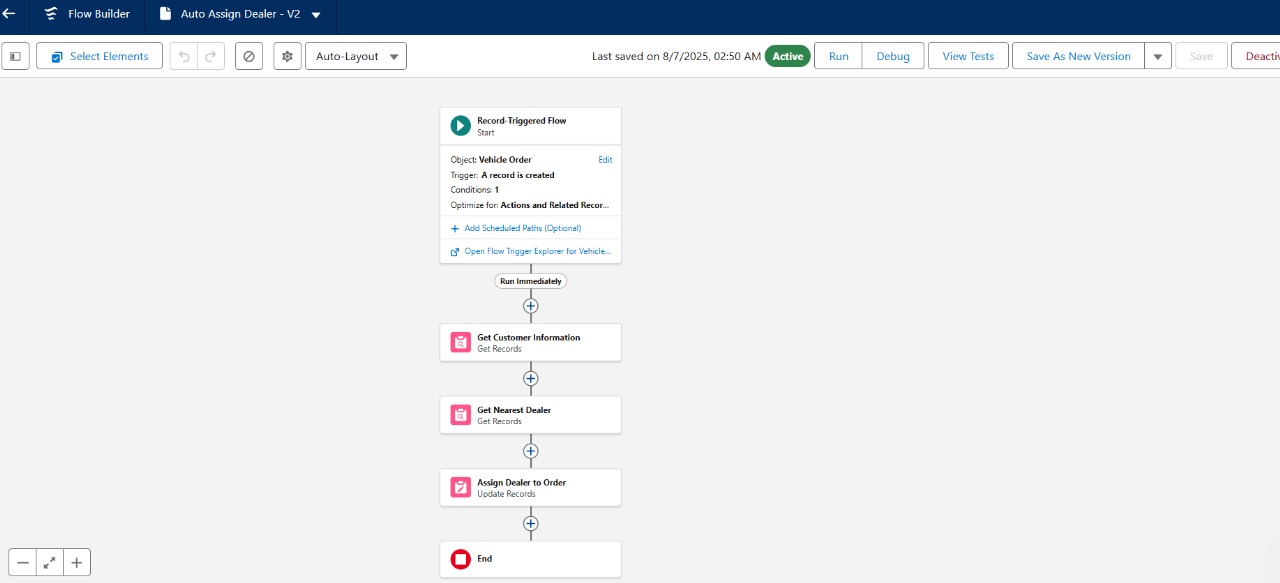 Flow Builder
Auto Assign Dealer - V2
Select Elements
Auto-Layout
Last saved on 8/7/2025, 02:50 AM
Active
Run
Debug
View Tests
Save As New Version
Save
Deactiv
Record-Triggered Flow
Start
Object: Vehicle Order
Edit
Trigger: A record is created
Conditions: 1
Optimize for: Actions and Related Recor...
Add Scheduled Paths (Optional)
Open Flow Trigger Explorer for Vehicle...
Run Immediately
Get Customer Information
Get Records
Get Nearest Dealer
Get Records
Assign Dealer to Order
Update Records
End